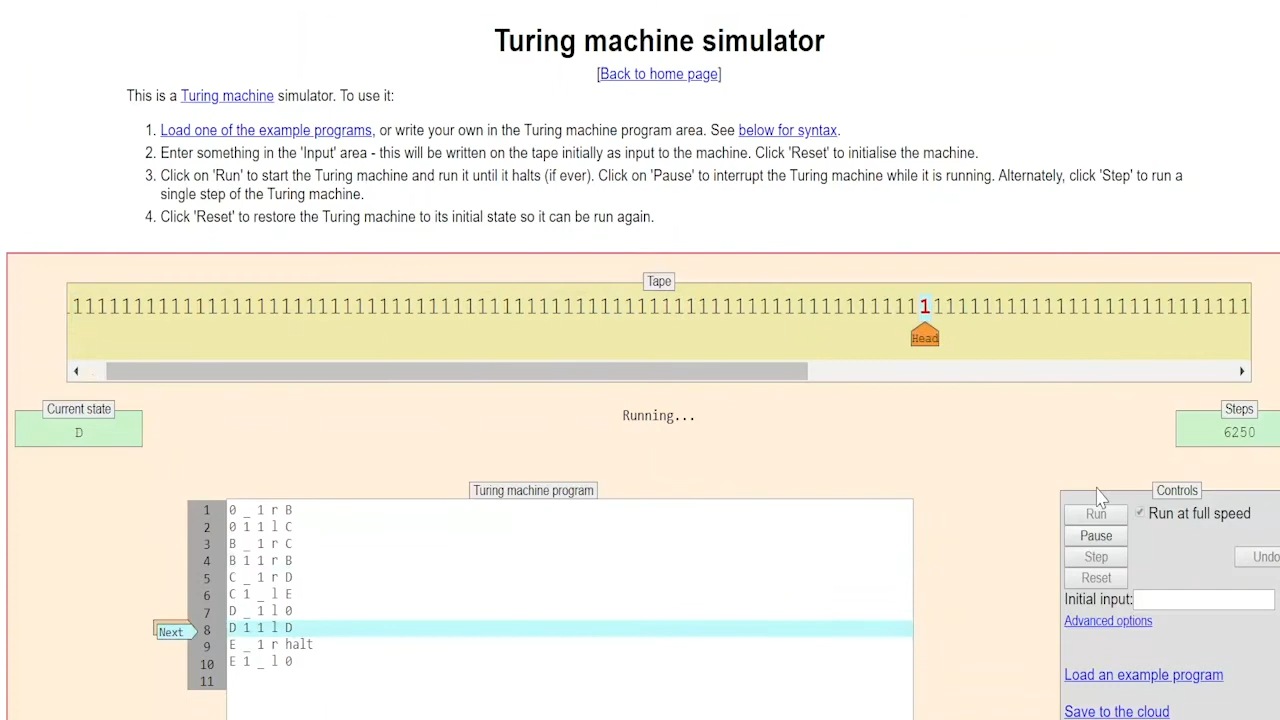 Turing machine simulator
[Back to home page]
This is a Turing machine simulator. To use it:
1. Load one of the example programs, or write your own in the Turing machine program area. See below for syntax.
2. Enter something in the 'Input' area - this will be written on the tape initially as input to the machine. Click 'Reset' to initialise the machine.
3. Click on 'Run' to start the Turing machine and run it until it halts (if ever). Click on 'Pause' to interrupt the Turing machine while it is running. Alternately, click 'Step' to run a
single step of the Turing machine.
4. Click 'Reset' to restore the Turing machine to its initial state so it can be run again.
Tape
1
Head
Current state
D
Running...
Steps
6250
Turing machine program
1 0 _ 1 r B
2 0 1 1 l C
3 B _ 1 r C
4 B 1 1 r B
5 C _ 1 r D
6 C 1 _ l E
7 D _ 1 l 0
Next 8 D 1 1 l D
9 E _ 1 r halt
10 E 1 _ l 0
11
Controls
Run
Run at full speed
Pause
Step
Undo
Reset
Initial input:
Advanced options
Load an example program
Save to the cloud